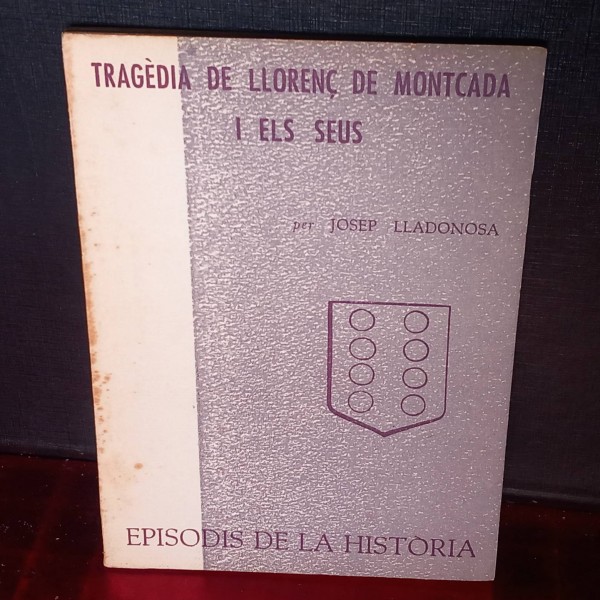 TRAGÈDIA DE LLORENÇ DE MONTCADA
I ELS SEUS
per JOSEP LLADONOSA
EPISODIS DE LA HISTÒRIA